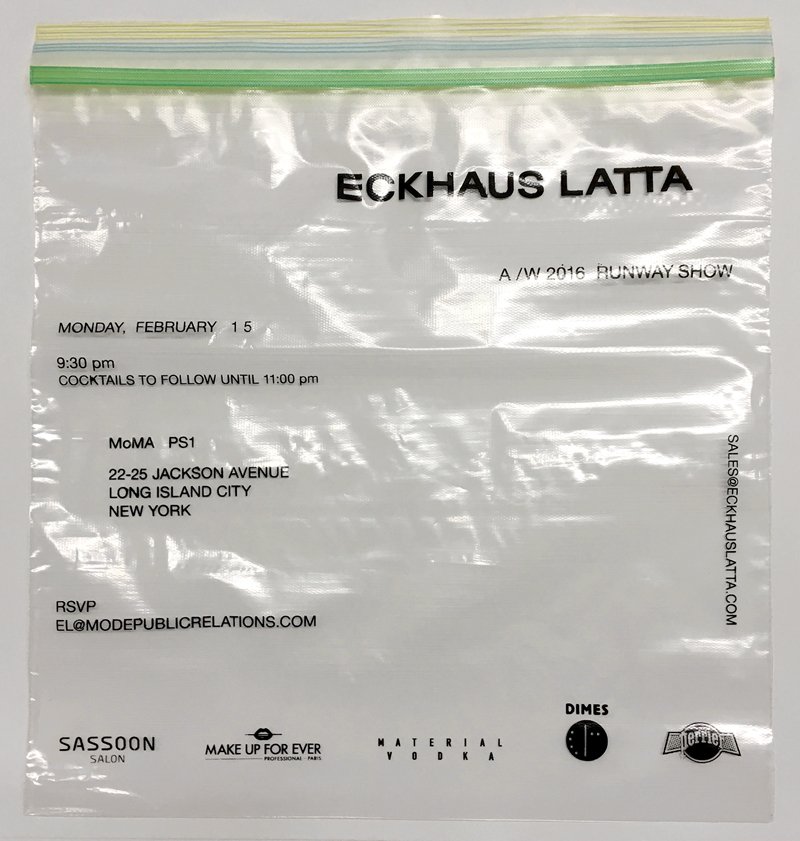 ECKHAUS LATTA
A/W 2016 RUNWAY SHOW
MONDAY, FEBRUARY 15
9:30 pm
COCKTAILS TO FOLLOW UNTIL 11:00 pm
MoMA PS1
22-25 JACKSON AVENUE
LONG ISLAND CITY
NEW YORK
SALES@ECKHAUSLATTA.COM
RSVP
EL@MODEPUBLICRELATIONS.COM
SASSOON
SALON
MAKE UP FOR EVER
PROFESSIONAL - PARIS
MATERIAL
VODKA
DIMES
perrier